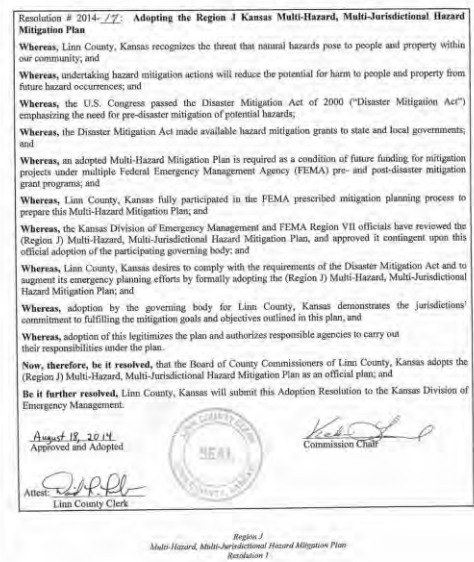 Resolution # 2014-17: Adopting the Region J Kansas Multi-Hazard, Multi-Jurisdictional Hazard
Mitigation Plan
Whereas, Linn County, Kansas recognizes the threat that natural hazards pose to people and property within
our community; and
Whereas, undertaking hazard mitigation actions will reduce the potential for harm to people and property from
future hazard occurrences; and
Whereas, the U.S. Congress passed the Disaster Mitigation Act of 2000 ("Disaster Mitigation Act")
emphasizing the need for pre-disaster mitigation of potential hazards;
Whereas, the Disaster Mitigation Act made available hazard mitigation grants to state and local governments;
and
Whereas, an adopted Multi-Hazard Mitigation Plan is required as a condition of future funding for mitigation
projects under multiple Federal Emergency Management Agency (FEMA) pre- and post-disaster mitigation
grant programs; and
Whereas, Linn County, Kansas fully participated in the FEMA prescribed mitigation planning process to
prepare this Multi-Hazard Mitigation Plan; and
Whereas, the Kansas Division of Emergency Management and FEMA Region VII officials have reviewed the
(Region J) Multi-Hazard, Multi-Jurisdictional Hazard Mitigation Plan, and approved it contingent upon this
official adoption of the participating governing body; and
Whereas, Linn County, Kansas desires to comply with the requirements of the Disaster Mitigation Act and to
augment its emergency planning efforts by formally adopting the (Region J) Multi-Hazard, Multi-Jurisdictional
Hazard Mitigation Plan; and
Whereas, adoption by the governing body for Linn County, Kansas demonstrates the jurisdictions'
commitment to fulfilling the mitigation goals and objectives outlined in this plan, and
Whereas, adoption of this legitimizes the plan and authorizes responsible agencies to carry out
their responsibilities under the plan.
Now, therefore, be it resolved, that the Board of County Commissioners of Linn County, Kansas adopts the
(Region J) Multi-Hazard, Multi-Jurisdictional Hazard Mitigation Plan as an official plan; and
Be it further resolved, Linn County, Kansas will submit this Adoption Resolution to the Kansas Division of
Emergency Management.
August 18, 2014
Approved and Adopted
Commission Chair
LINN COUNTY CLERK
SEAL
LINN COUNTY, KANSAS
Attest:
Linn County Clerk
Region J
Multi-Hazard, Multi-Jurisdictional Hazard Mitigation Plan
Resolution 1